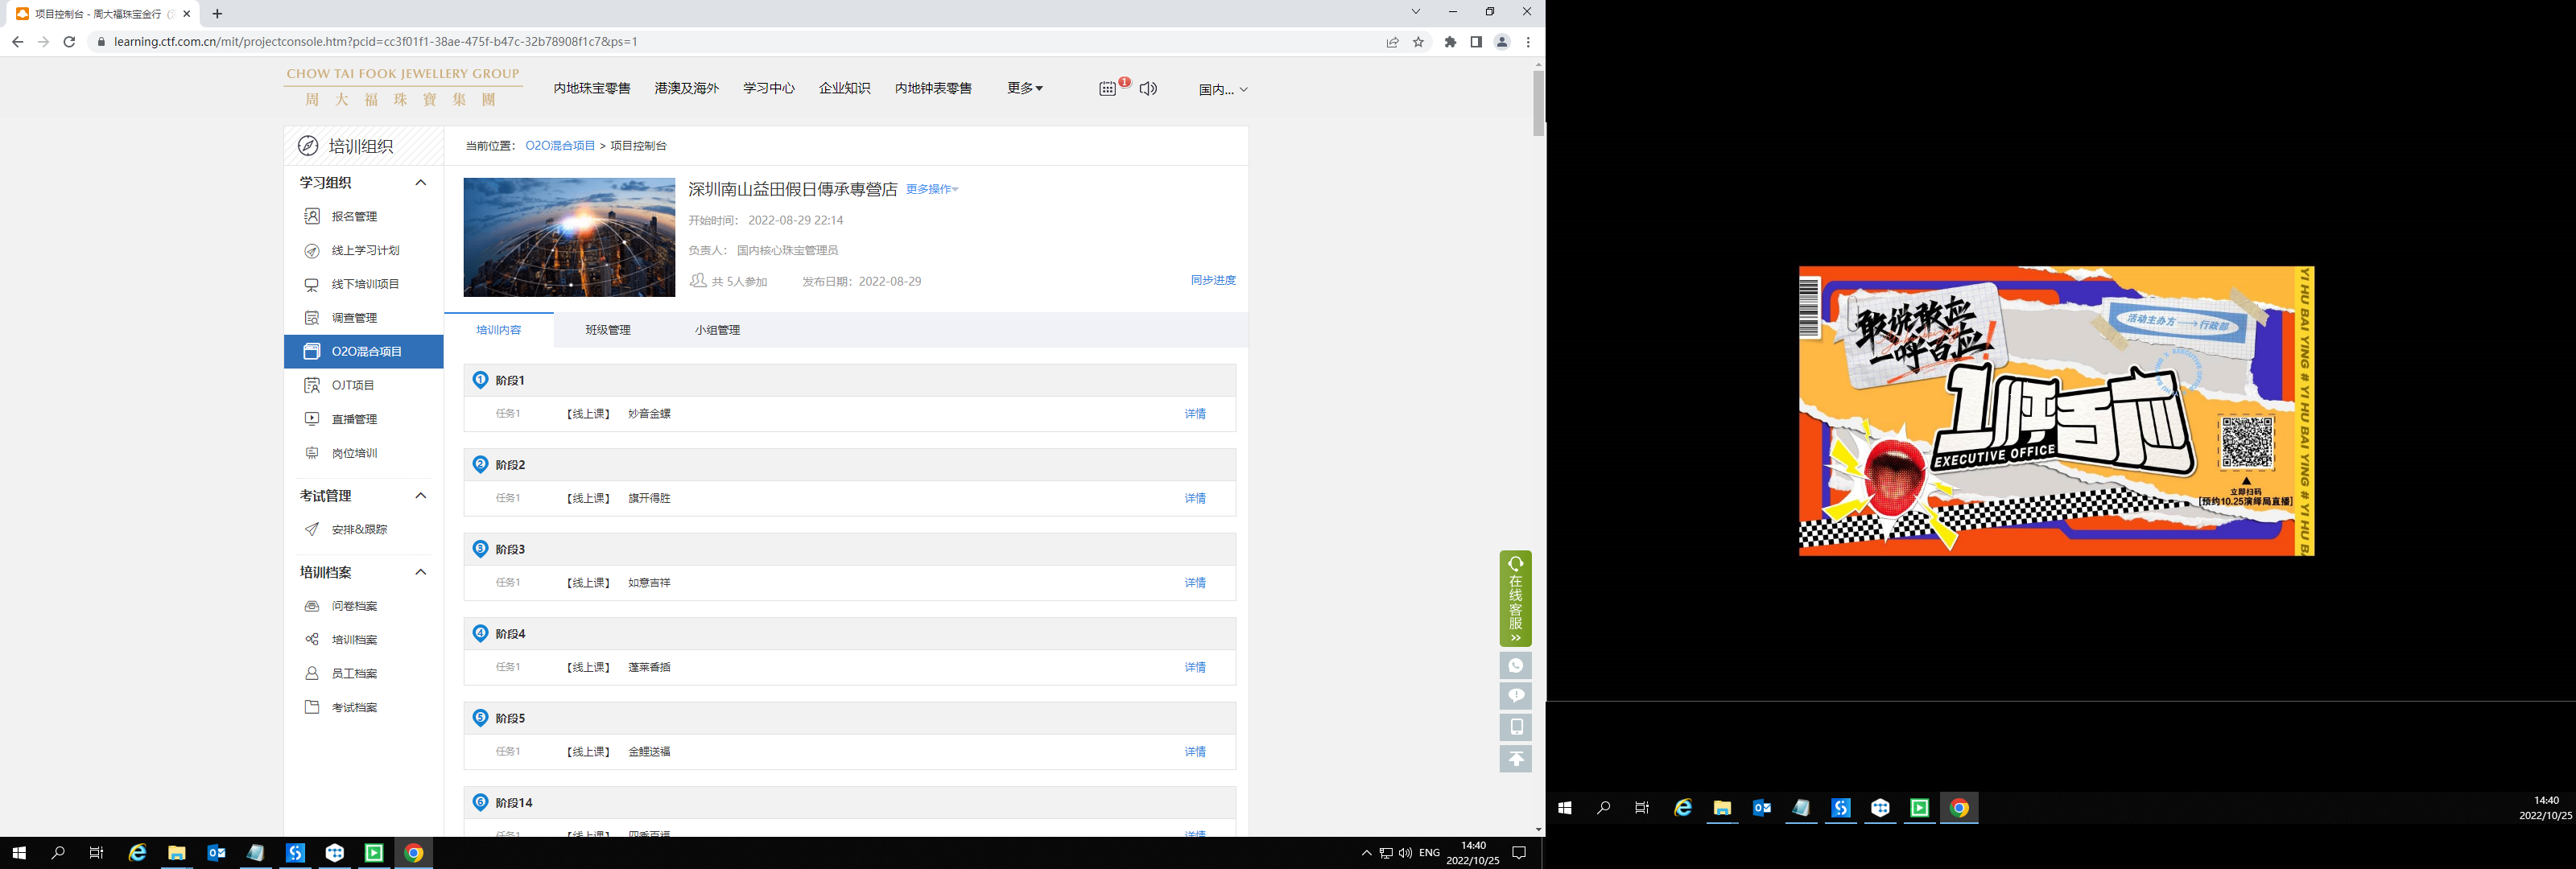 项目控制台 - 周大福珠宝金行
learning.ctf.com.cn/mit/projectconsole.htm?pcid=cc3f01f1-38ae-475f-b47c-32b78908f1c7&ps=1
CHOW TAI FOOK JEWELLERY GROUP
周大福珠寶集團
内地珠宝零售 港澳及海外 学习中心 企业知识 内地钟表零售 更多 1 国内...
培训组织
学习组织
报名管理
线上学习计划
线下培训项目
调查管理
O2O混合项目
OJT项目
直播管理
岗位培训
考试管理
安排&跟踪
培训档案
问卷档案
培训档案
员工档案
考试档案
当前位置： O2O混合项目 > 项目控制台
深圳南山益田假日傳承專營店 更多操作
开始时间： 2022-08-29 22:14
负责人： 国内核心珠宝管理员
共 5人参加 发布日期：2022-08-29 同步进度
培训内容 班级管理 小组管理
1 阶段1
任务1 【线上课】 妙音金螺 详情
2 阶段2
任务1 【线上课】 旗开得胜 详情
3 阶段3
任务1 【线上课】 如意吉祥 详情
4 阶段4
任务1 【线上课】 蓬莱香插 详情
5 阶段5
任务1 【线上课】 金鲤送福 详情
6 阶段14
在线客服
ENG
14:40
2022/10/25
敢说敢应
一呼百应!
活动主办方 行政部
1呼百应
EXECUTIVE OFFICE
立即扫码
[预约10.25演绎局直播]
YI HU BAI YING # YI HU BAI YING # YI HU BA
14:40
2022/10/25